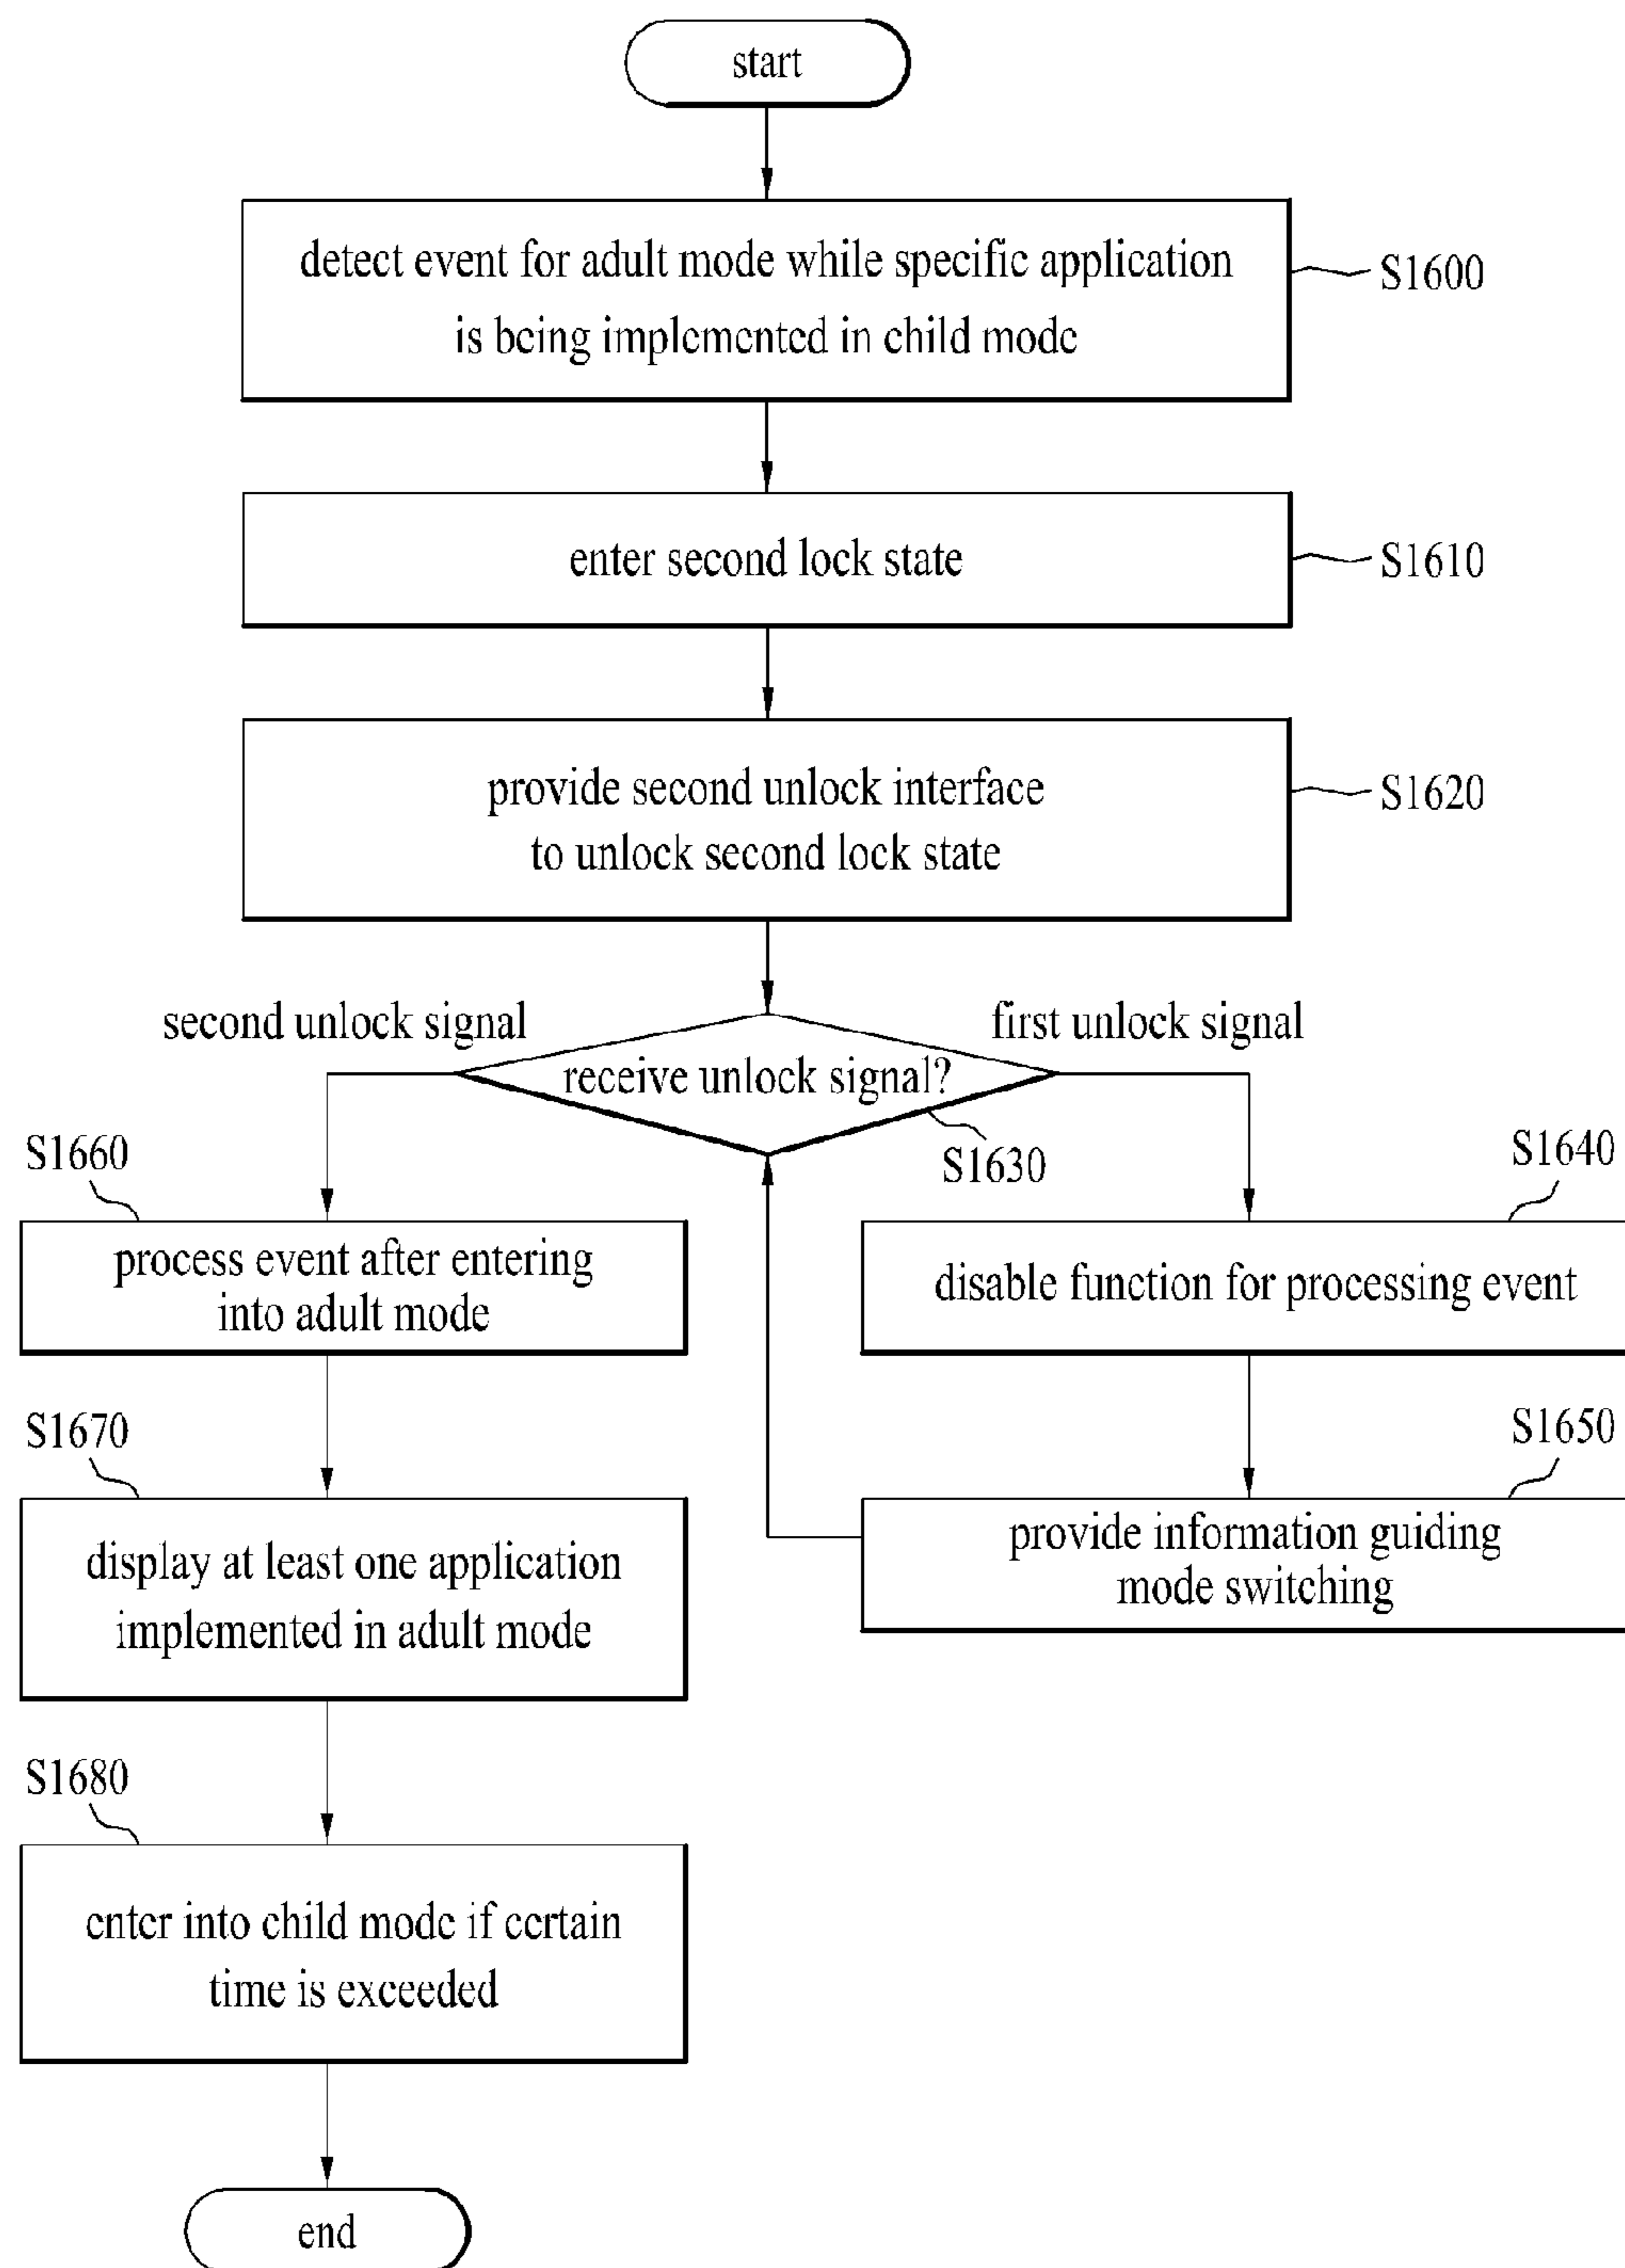 start
detect event for adult mode while specific application
is being implemented in child mode
S1600
enter second lock state
S1610
provide second unlock interface
to unlock second lock state
S1620
second unlock signal
first unlock signal
receive unlock signal?
S1630
S1660
S1640
process event after entering
into adult mode
disable function for processing event
S1670
S1650
display at least one application
implemented in adult mode
provide information guiding
mode switching
S1680
enter into child mode if certain
time is exceeded
end